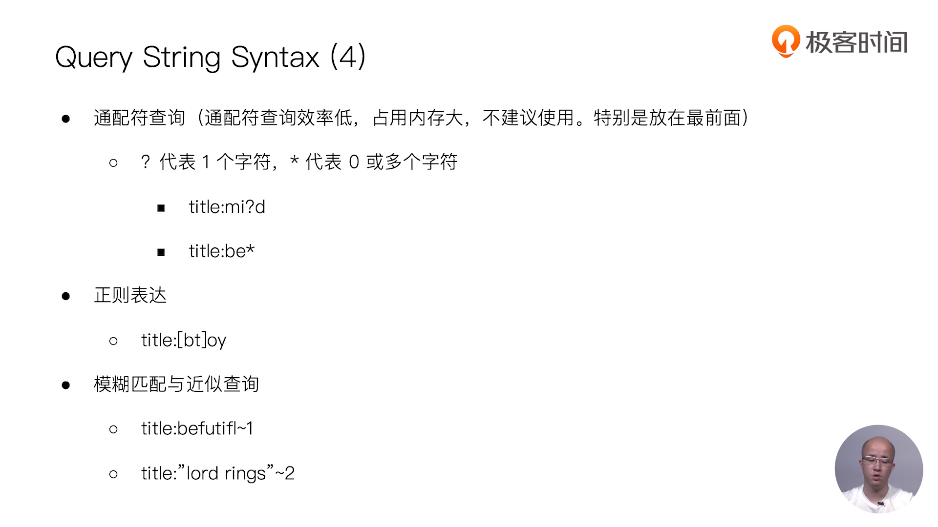 Query String Syntax (4)
极客时间
● 通配符查询（通配符查询效率低，占用内存大，不建议使用。特别是放在最前面）
○ ？代表 1 个字符，* 代表 0 或多个字符
■ title:mi?d
■ title:be*
● 正则表达
○ title:[bt]oy
● 模糊匹配与近似查询
○ title:befutifl~1
○ title:”lord rings”~2